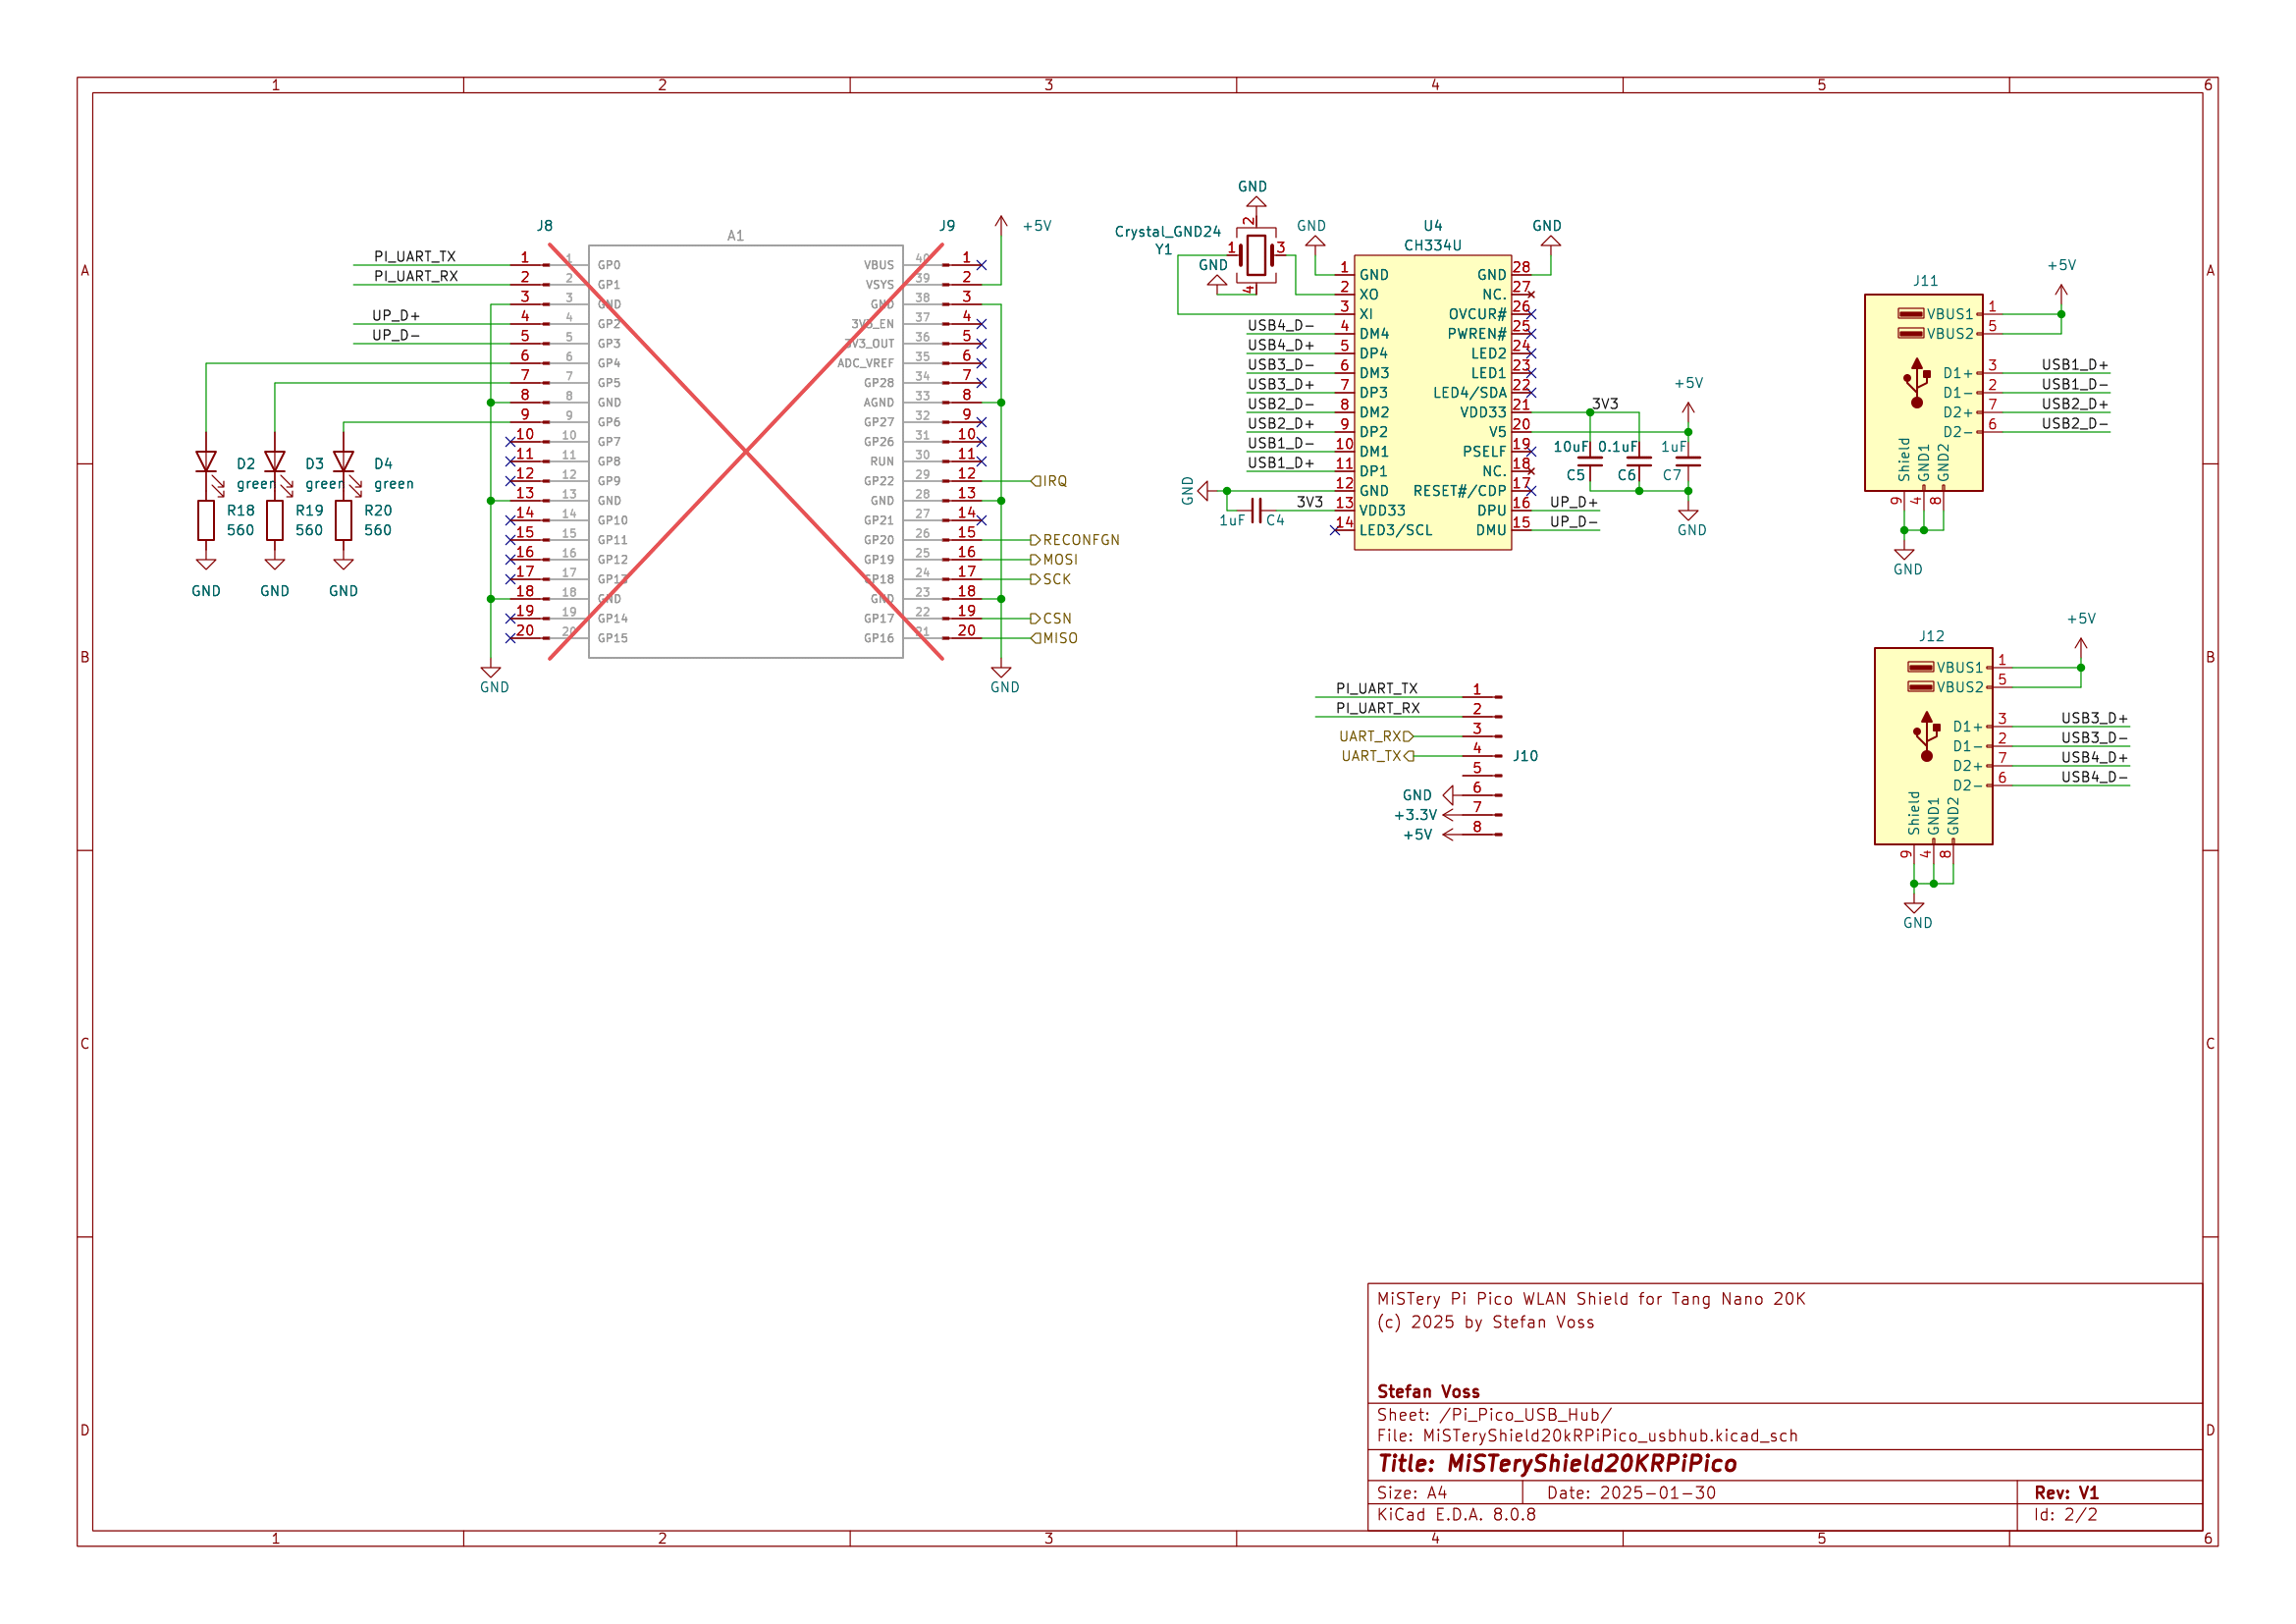 1 2 3 4 5 6
A
B
C
D
A
B
C
D
PI_UART_TX
PI_UART_RX
UP_D+
UP_D-
J8
1
2
3
4
5
6
7
8
9
10
11
12
13
14
15
16
17
18
19
20
D2
green
D3
green
D4
green
R18
560
R19
560
R20
560
GND
GND
GND
GND
A1
1 GP0
2 GP1
3 GND
4 GP2
5 GP3
6 GP4
7 GP5
8 GND
9 GP6
10 GP7
11 GP8
12 GP9
13 GND
14 GP10
15 GP11
16 GP12
17 GP13
18 GND
19 GP14
20 GP15
VBUS 40
VSYS 39
GND 38
3V3_EN 37
3V3_OUT 36
ADC_VREF 35
GP28 34
AGND 33
GP27 32
GP26 31
RUN 30
GP22 29
GND 28
GP21 27
GP20 26
GP19 25
GP18 24
GND 23
GP17 22
GP16 21
J9
+5V
1
2
3
4
5
6
7
8
9
10
11
12 IRQ
13
14
15 RECONFGN
16 MOSI
17 SCK
18
19 CSN
20 MISO
GND
GND
Crystal_GND24
Y1
1 2 3 4
GND
GND
U4
CH334U
GND
1 GND
2 XO
3 XI
USB4_D- 4 DM4
USB4_D+ 5 DP4
USB3_D- 6 DM3
USB3_D+ 7 DP3
USB2_D- 8 DM2
USB2_D+ 9 DP2
USB1_D- 10 DM1
USB1_D+ 11 DP1
GND 12 GND
3V3 13 VDD33
14 LED3/SCL
1uF C4
GND 28
NC. 27
OVCUR# 26
PWREN# 25
LED2 24
LED1 23
LED4/SDA 22
VDD33 21 3V3
V5 20
PSELF 19
NC. 18
RESET#/CDP 17
DPU 16 UP_D+
DMU 15 UP_D-
+5V
10uF 0.1uF 1uF
C5 C6 C7
GND
J11
+5V
VBUS1 1
VBUS2 5
D1+ 3 USB1_D+
D1- 2 USB1_D-
D2+ 7 USB2_D+
D2- 6 USB2_D-
Shield GND1 GND2
9 4 8
GND
J12
+5V
VBUS1 1
VBUS2 5
D1+ 3 USB3_D+
D1- 2 USB3_D-
D2+ 7 USB4_D+
D2- 6 USB4_D-
Shield GND1 GND2
9 4 8
GND
PI_UART_TX 1
PI_UART_RX 2
UART_RX 3
UART_TX 4
J10
5
GND 6
+3.3V 7
+5V 8
MiSTery Pi Pico WLAN Shield for Tang Nano 20K
(c) 2025 by Stefan Voss
Stefan Voss
Sheet: /Pi_Pico_USB_Hub/
File: MiSTeryShield20kRPiPico_usbhub.kicad_sch
Title: MiSTeryShield20KRPiPico
Size: A4 Date: 2025-01-30 Rev: V1
KiCad E.D.A. 8.0.8 Id: 2/2
1 2 3 4 5 6